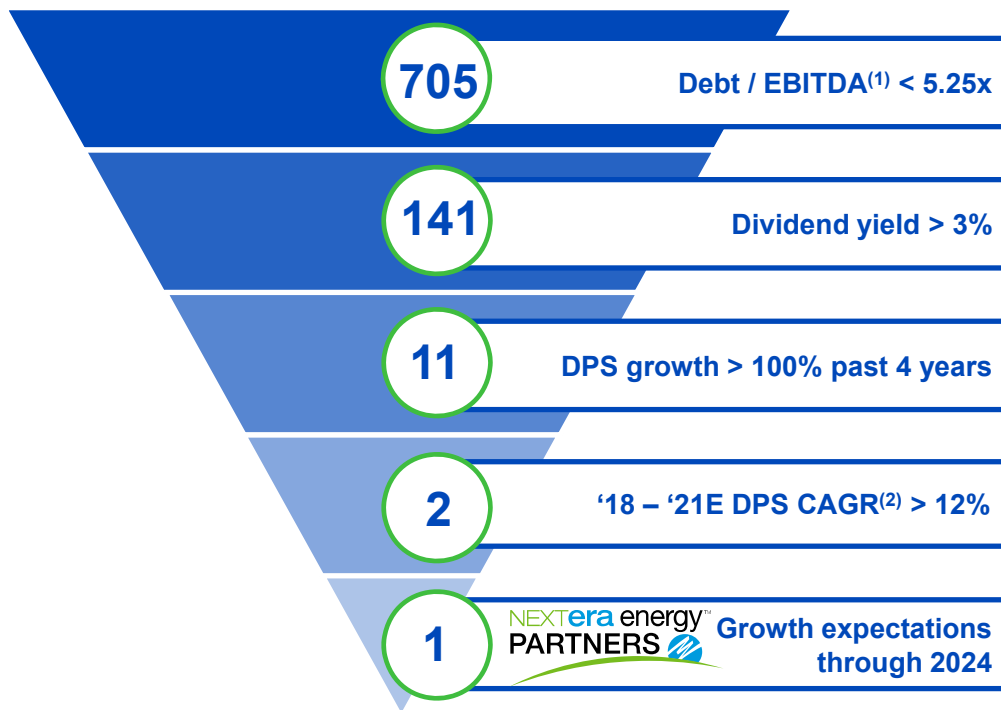 705
Debt / EBITDA(1) < 5.25x
141
Dividend yield > 3%
11
DPS growth > 100% past 4 years
2
‘18 – ‘21E DPS CAGR(2) > 12%
1
NEXTera energy™
PARTNERS
Growth expectations
through 2024